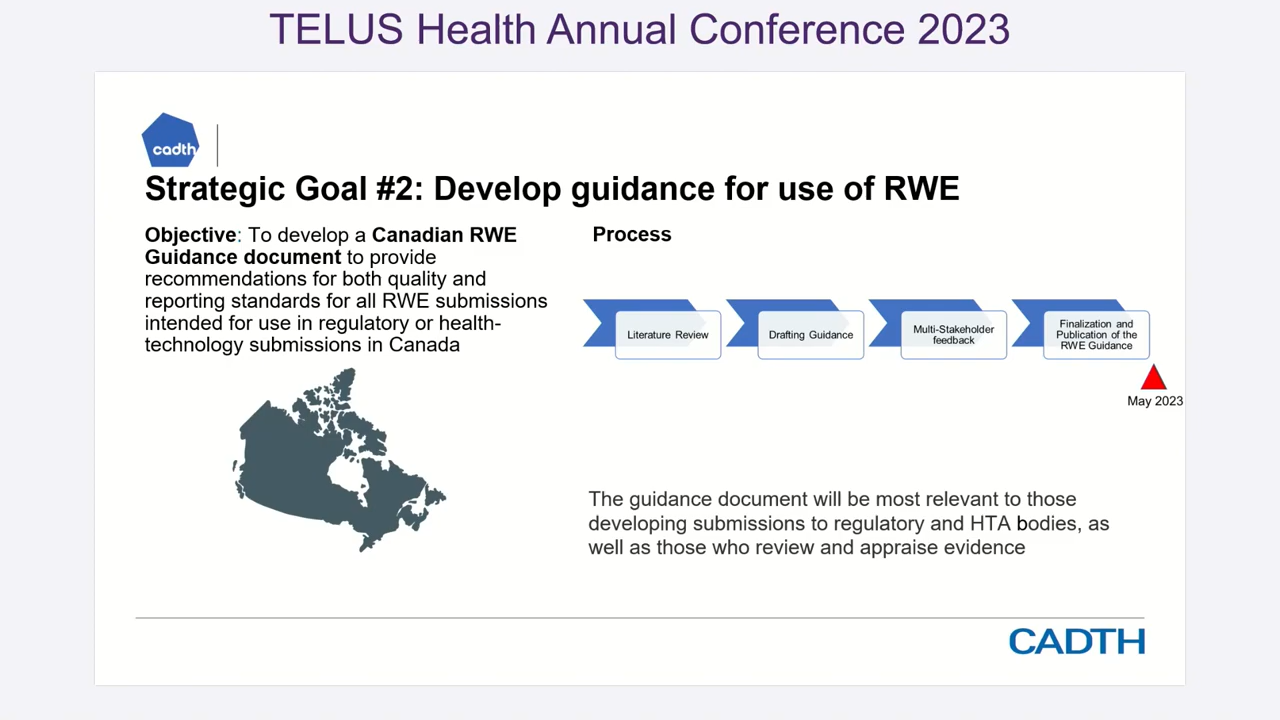 TELUS Health Annual Conference 2023
cadth
Strategic Goal #2: Develop guidance for use of RWE
Objective: To develop a Canadian RWE
Guidance document to provide
recommendations for both quality and
reporting standards for all RWE submissions
intended for use in regulatory or health-
technology submissions in Canada
Process
Literature Review
Drafting Guidance
Multi-Stakeholder
feedback
Finalization and
Publication of the
RWE Guidance
May 2023
The guidance document will be most relevant to those
developing submissions to regulatory and HTA bodies, as
well as those who review and appraise evidence
CADTH